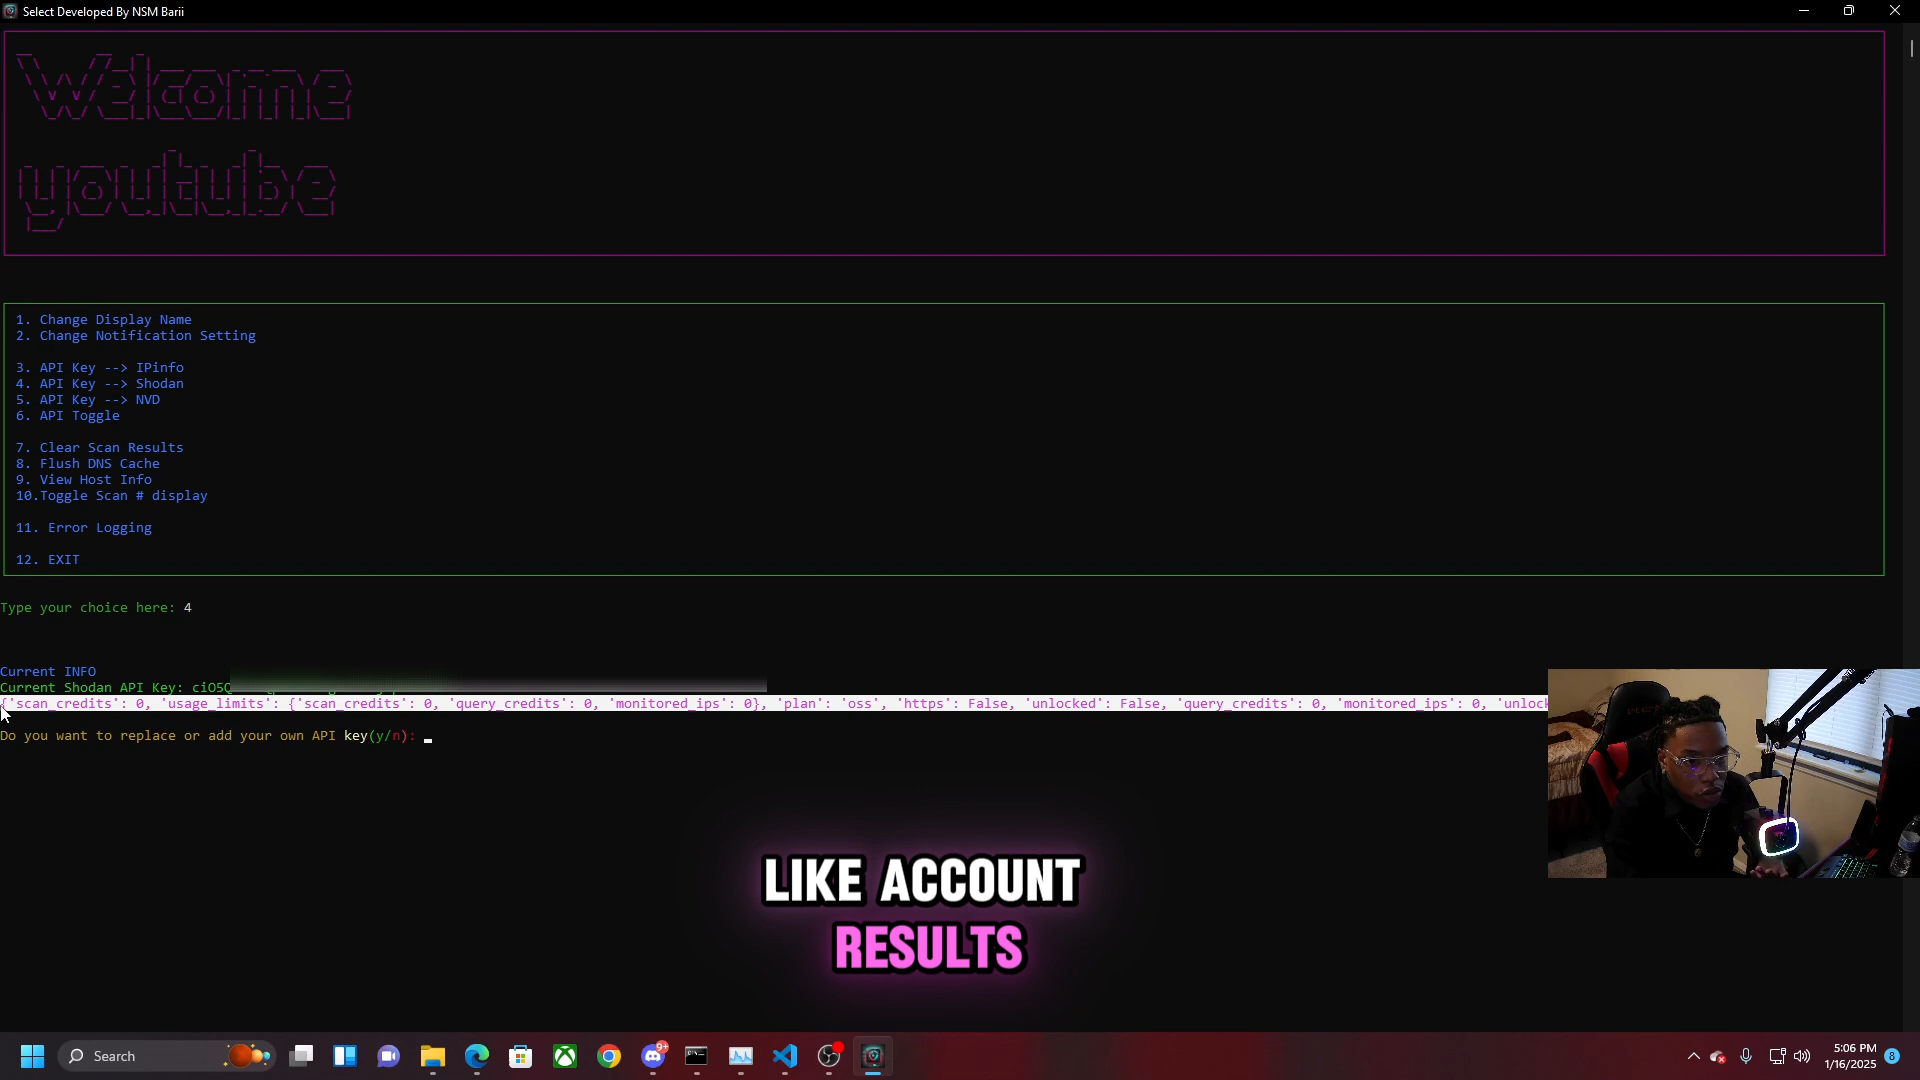 Select Developed By NSM Barii
Welcome
youtube
1. Change Display Name
2. Change Notification Setting
3. API Key --> IPinfo
4. API Key --> Shodan
5. API Key --> NVD
6. API Toggle
7. Clear Scan Results
8. Flush DNS Cache
9. View Host Info
10.Toggle Scan # display
11. Error Logging
12. EXIT
Type your choice here: 4
Current INFO
Current Shodan API Key:
{'scan_credits': 0, 'usage_limits': {'scan_credits': 0, 'query_credits': 0, 'monitored_ips': 0}, 'plan': 'oss', 'https': False, 'unlocked': False, 'query_credits': 0, 'monitored_ips': 0, 'unlock
Do you want to replace or add your own API key(y/n):
LIKE ACCOUNT
RESULTS
Search
9+
5:06 PM
1/16/2025
8